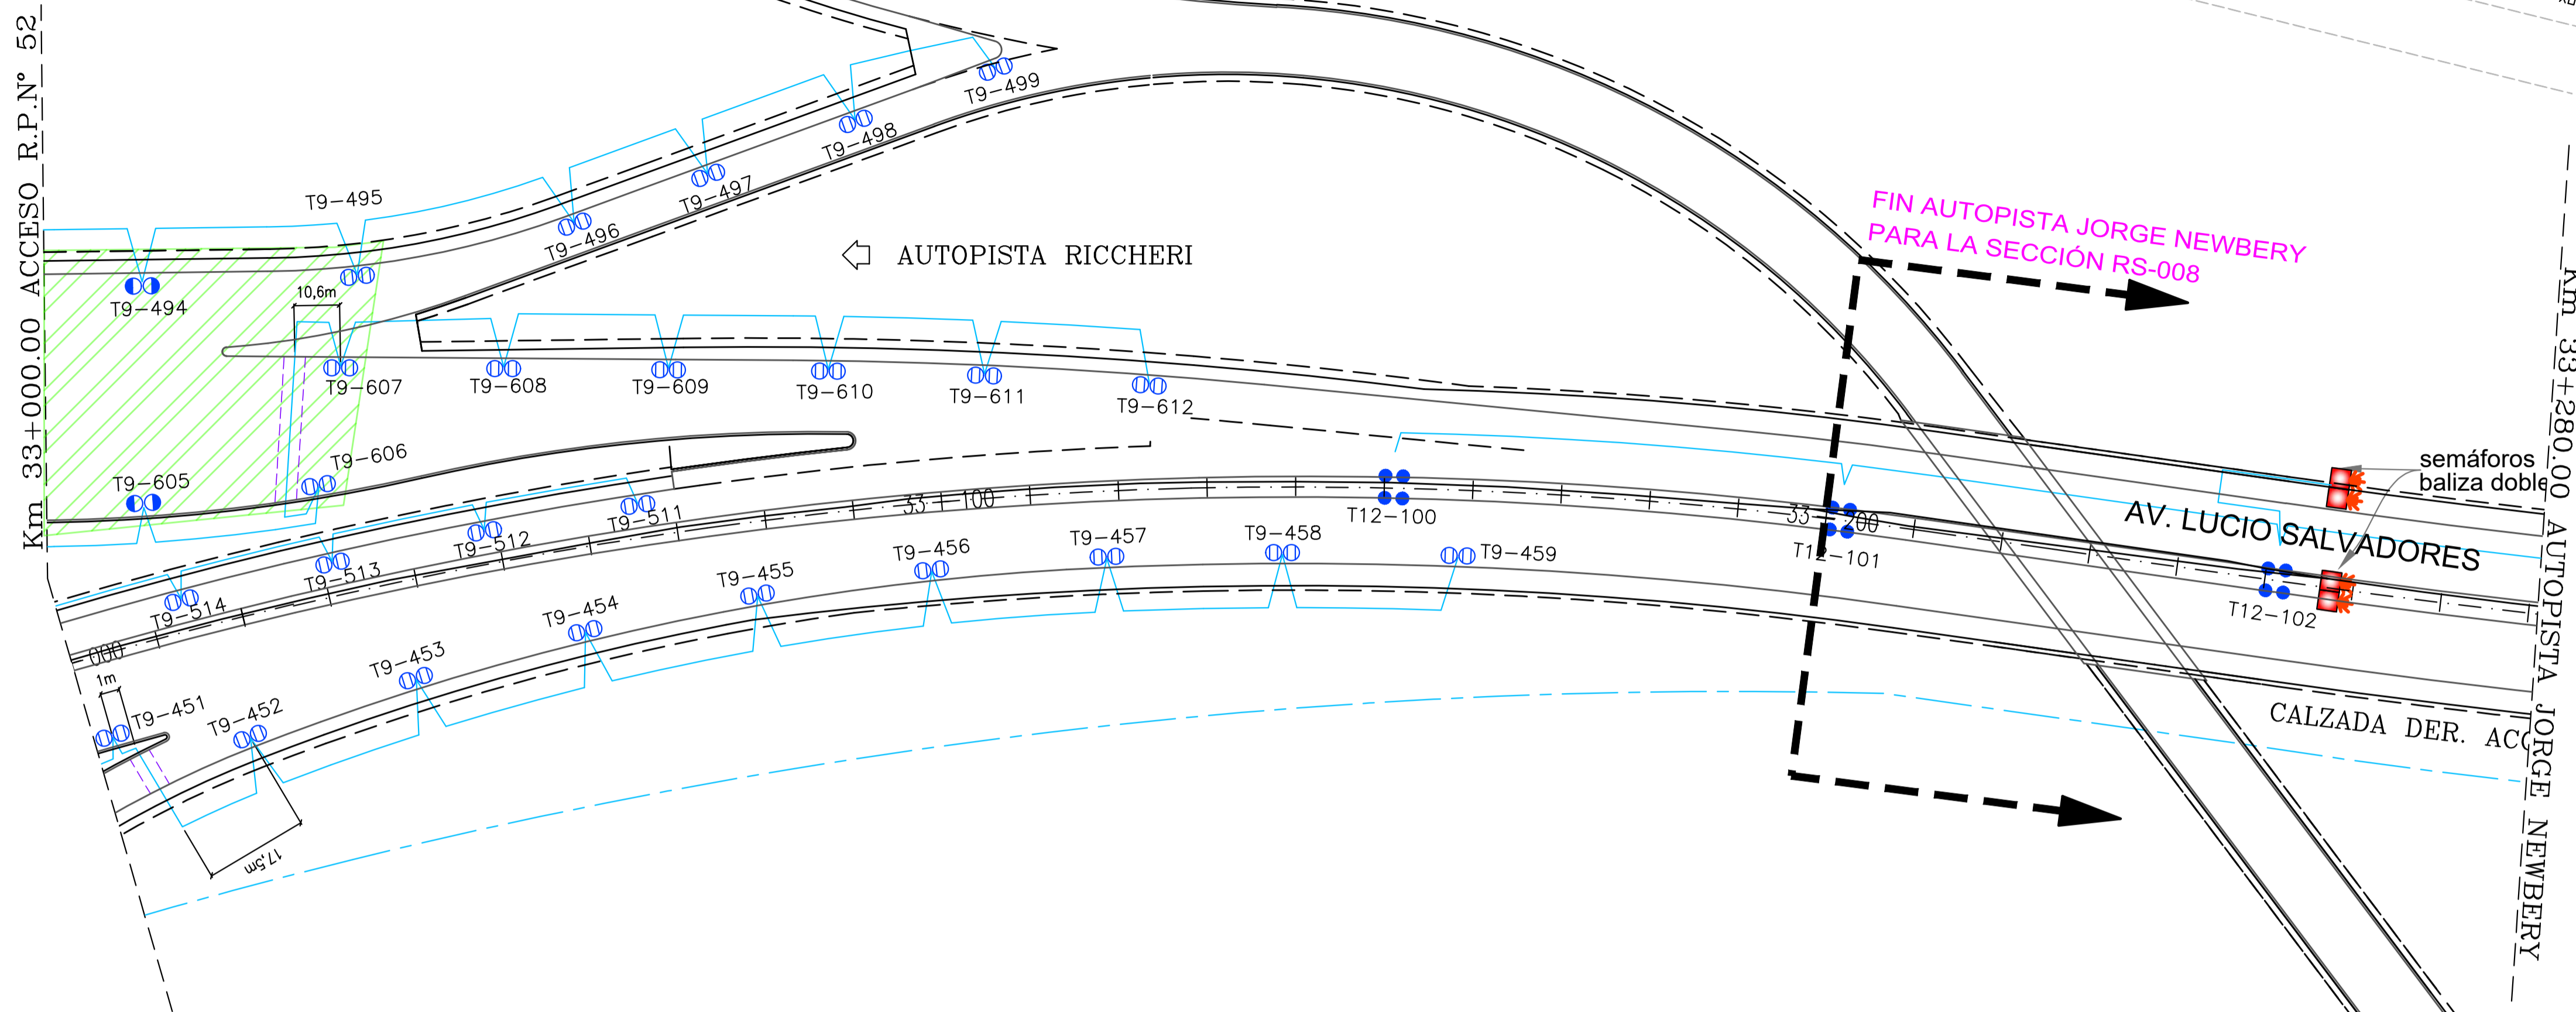 Km 33+000.00 ACCESO R.P.Nº 52
T9-499
T9-498
T9-497
T9-496
T9-495
T9-494
10,6m
AUTOPISTA RICCHERI
FIN AUTOPISTA JORGE NEWBERY
PARA LA SECCIÓN RS-008
T9-607
T9-608
T9-609
T9-610
T9-611
T9-612
T9-605
T9-606
T9-511
T9-512
T9-513
T9-514
33 100
T12-100
33 200
T12-101
AV. LUCIO SALVADORES
semáforos
baliza doble
T12-102
000
1m
T9-451
T9-452
T9-453
T9-454
T9-455
T9-456
T9-457
T9-458
T9-459
17,5m
CALZADA DER. ACC
Km 33+280.00 AUTOPISTA JORGE NEWBERY